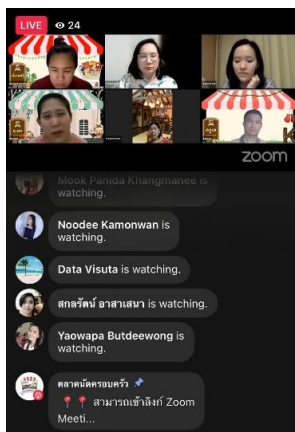 LIVE 24
zoom
Mook Panida Khangmanee is
watching.
Noodee Kamonwan is
watching.
Data Visuta is watching.
สกลรัตน์ อาสาเสนา is watching.
Yaowapa Butdeewong is
watching.
ตลาดนัดครอบครัว
สามารถเข้าลิงก์ Zoom
Meeti...